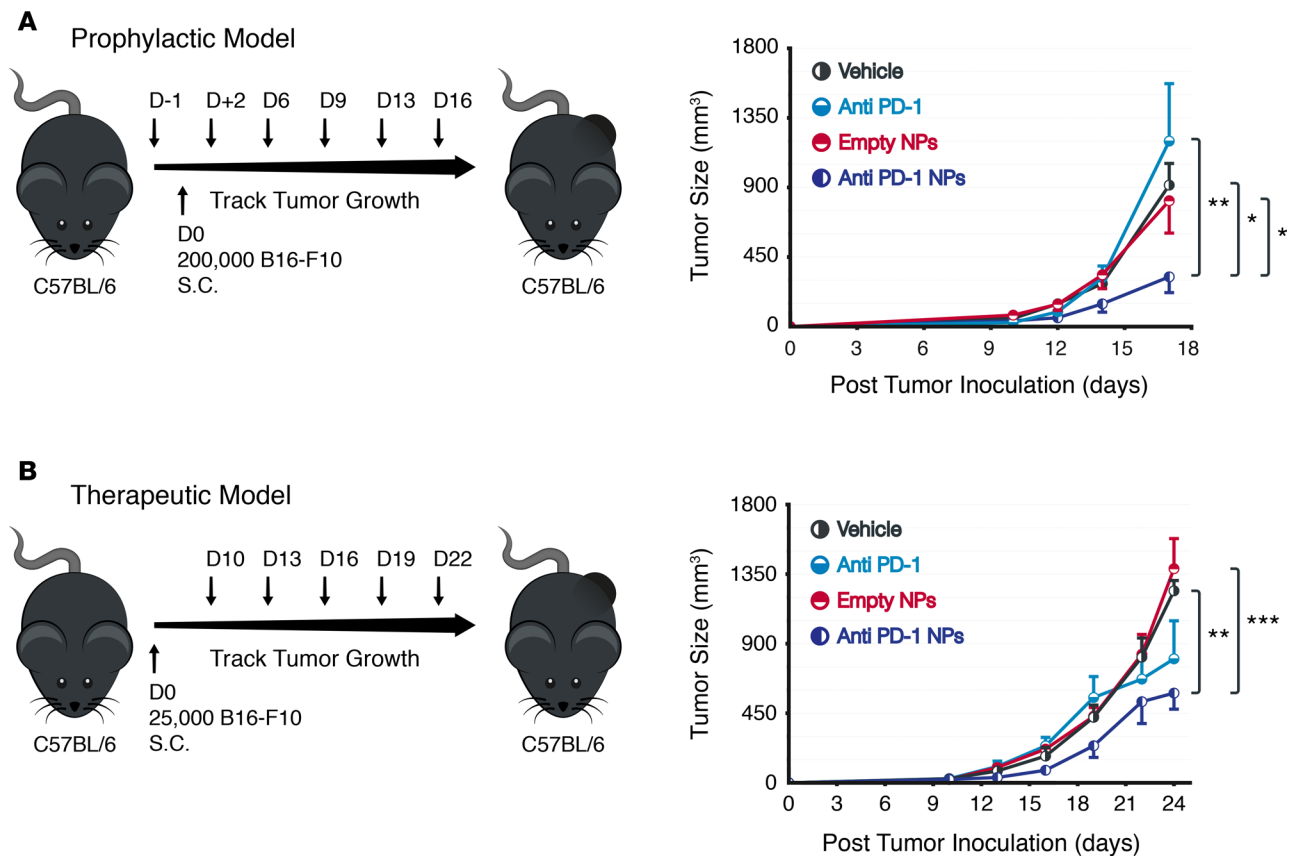 A
Prophylactic Model
D-1 D+2 D6 D9 D13 D16
Track Tumor Growth
D0
200,000 B16-F10
S.C.
C57BL/6
C57BL/6
Tumor Size (mm³)
1800
1350
900
450
0
Vehicle
Anti PD-1
Empty NPs
Anti PD-1 NPs
** * *
0 3 6 9 12 15 18
Post Tumor Inoculation (days)
B
Therapeutic Model
D10 D13 D16 D19 D22
Track Tumor Growth
D0
25,000 B16-F10
S.C.
C57BL/6
C57BL/6
Tumor Size (mm³)
1800
1350
900
450
0
Vehicle
Anti PD-1
Empty NPs
Anti PD-1 NPs
** ***
0 3 6 9 12 15 18 21 24
Post Tumor Inoculation (days)